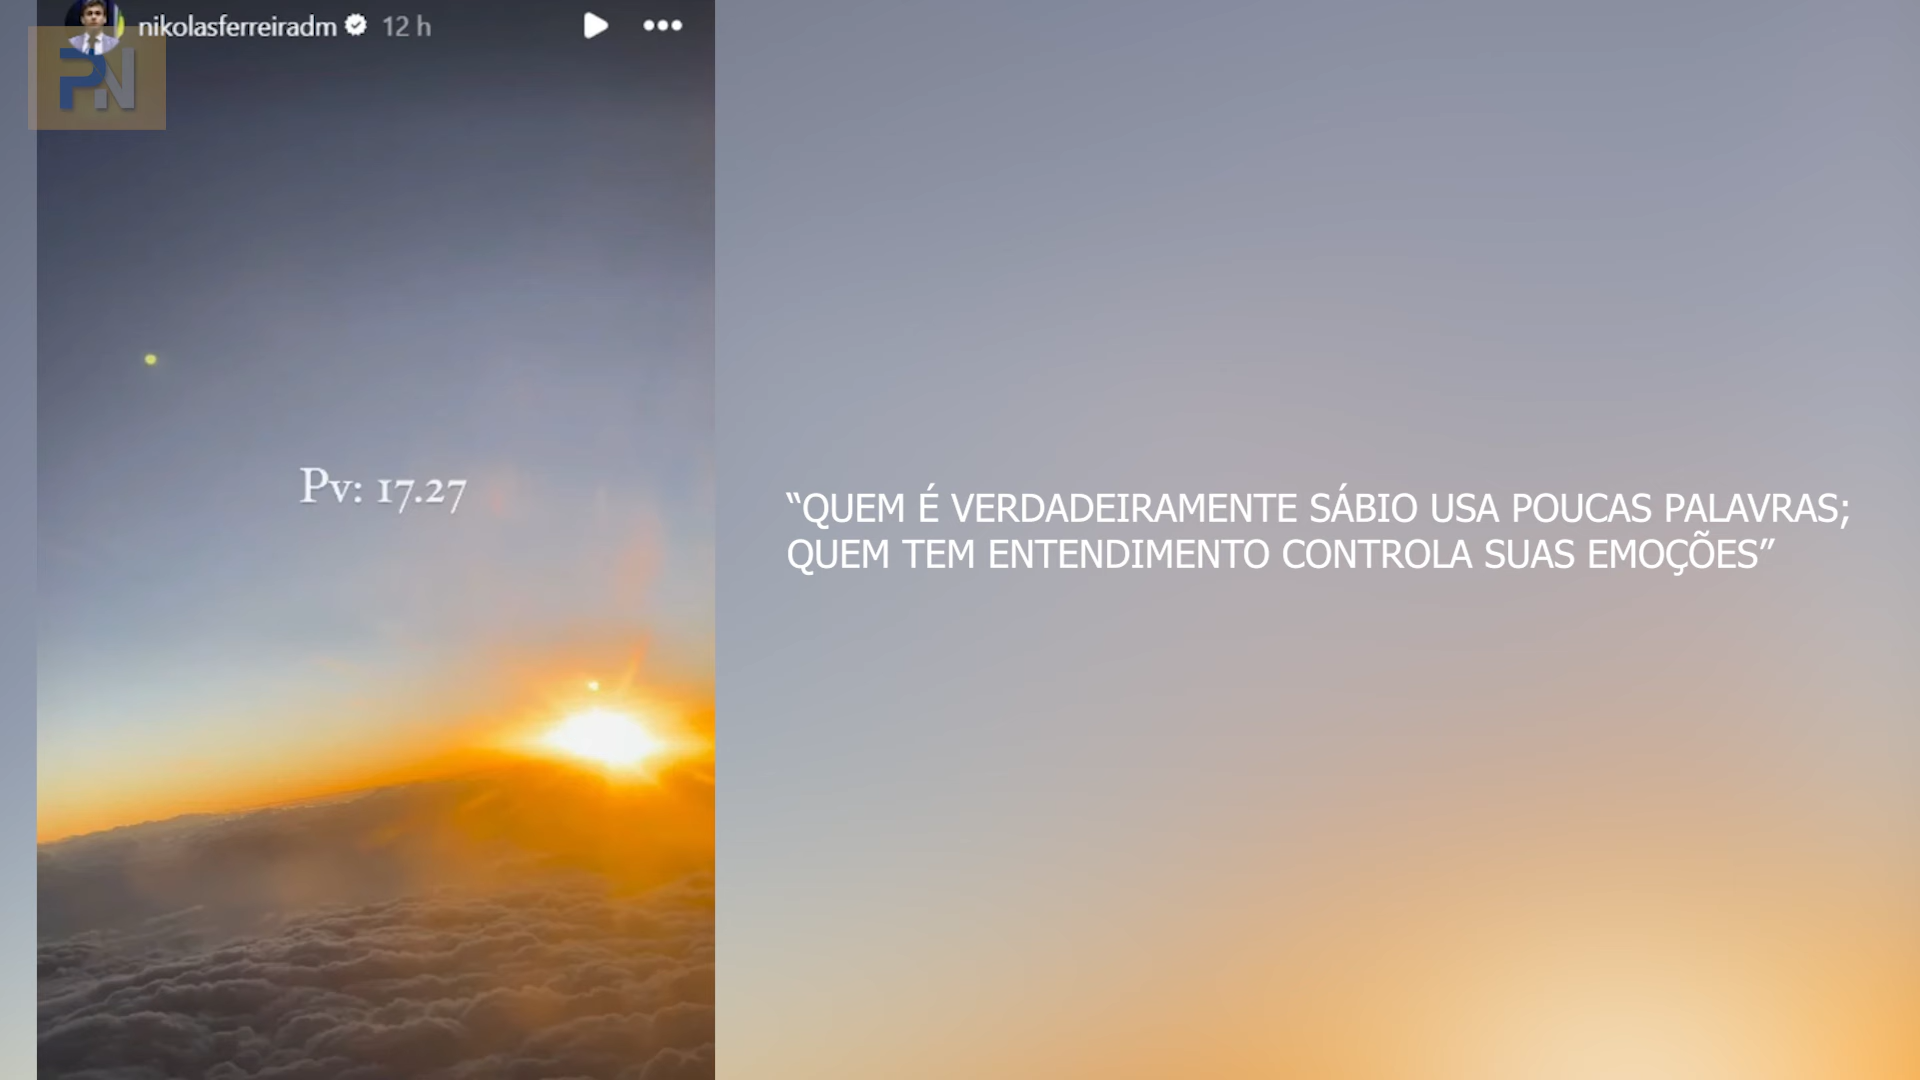 nikolasferreiradm 12 h
PN
Pv: 17.27
“QUEM É VERDADEIRAMENTE SÁBIO USA POUCAS PALAVRAS;
QUEM TEM ENTENDIMENTO CONTROLA SUAS EMOÇÕES”